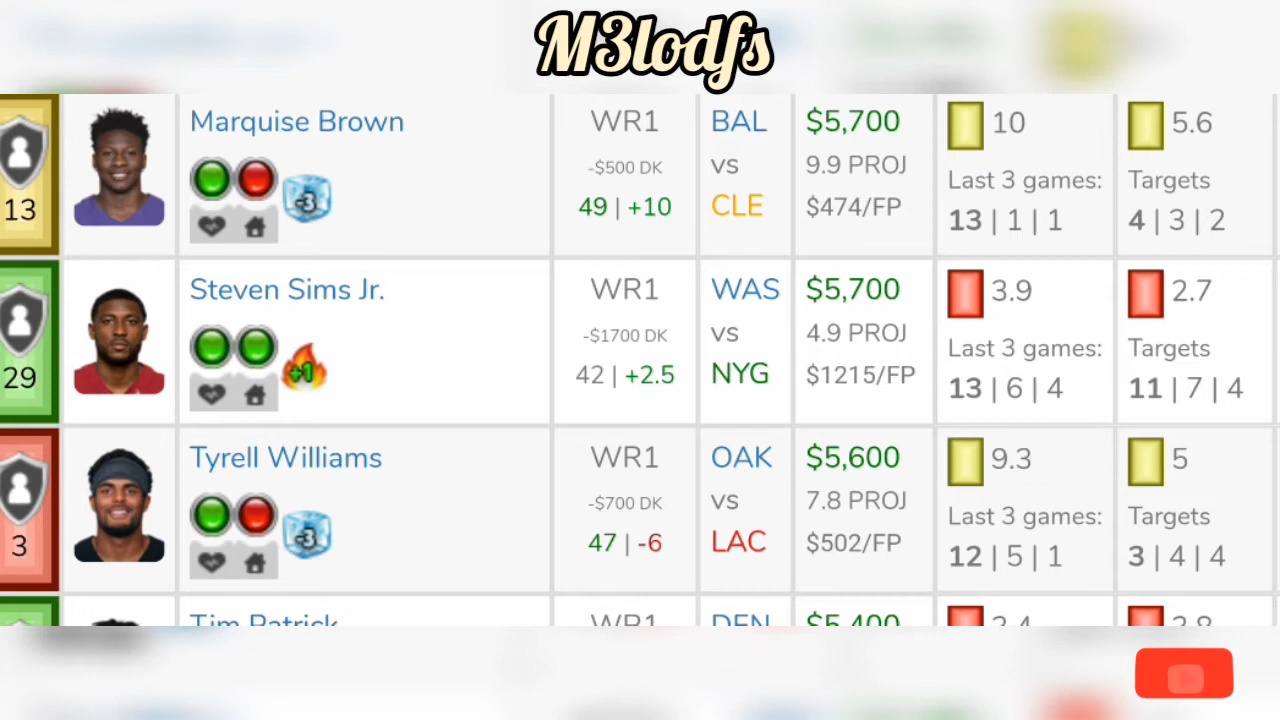 M3lodfs
13
Marquise Brown
-3
WR1
-$500 DK
49 | +10
BAL
vs
CLE
$5,700
9.9 PROJ
$474/FP
10
Last 3 games:
13 | 1 | 1
5.6
Targets
4 | 3 | 2
29
Steven Sims Jr.
+1
WR1
-$1700 DK
42 | +2.5
WAS
vs
NYG
$5,700
4.9 PROJ
$1215/FP
3.9
Last 3 games:
13 | 6 | 4
2.7
Targets
11 | 7 | 4
3
Tyrell Williams
-3
WR1
-$700 DK
47 | -6
OAK
vs
LAC
$5,600
7.8 PROJ
$502/FP
9.3
Last 3 games:
12 | 5 | 1
5
Targets
3 | 4 | 4
Tim Patrick
WR1
DEN
$5,400